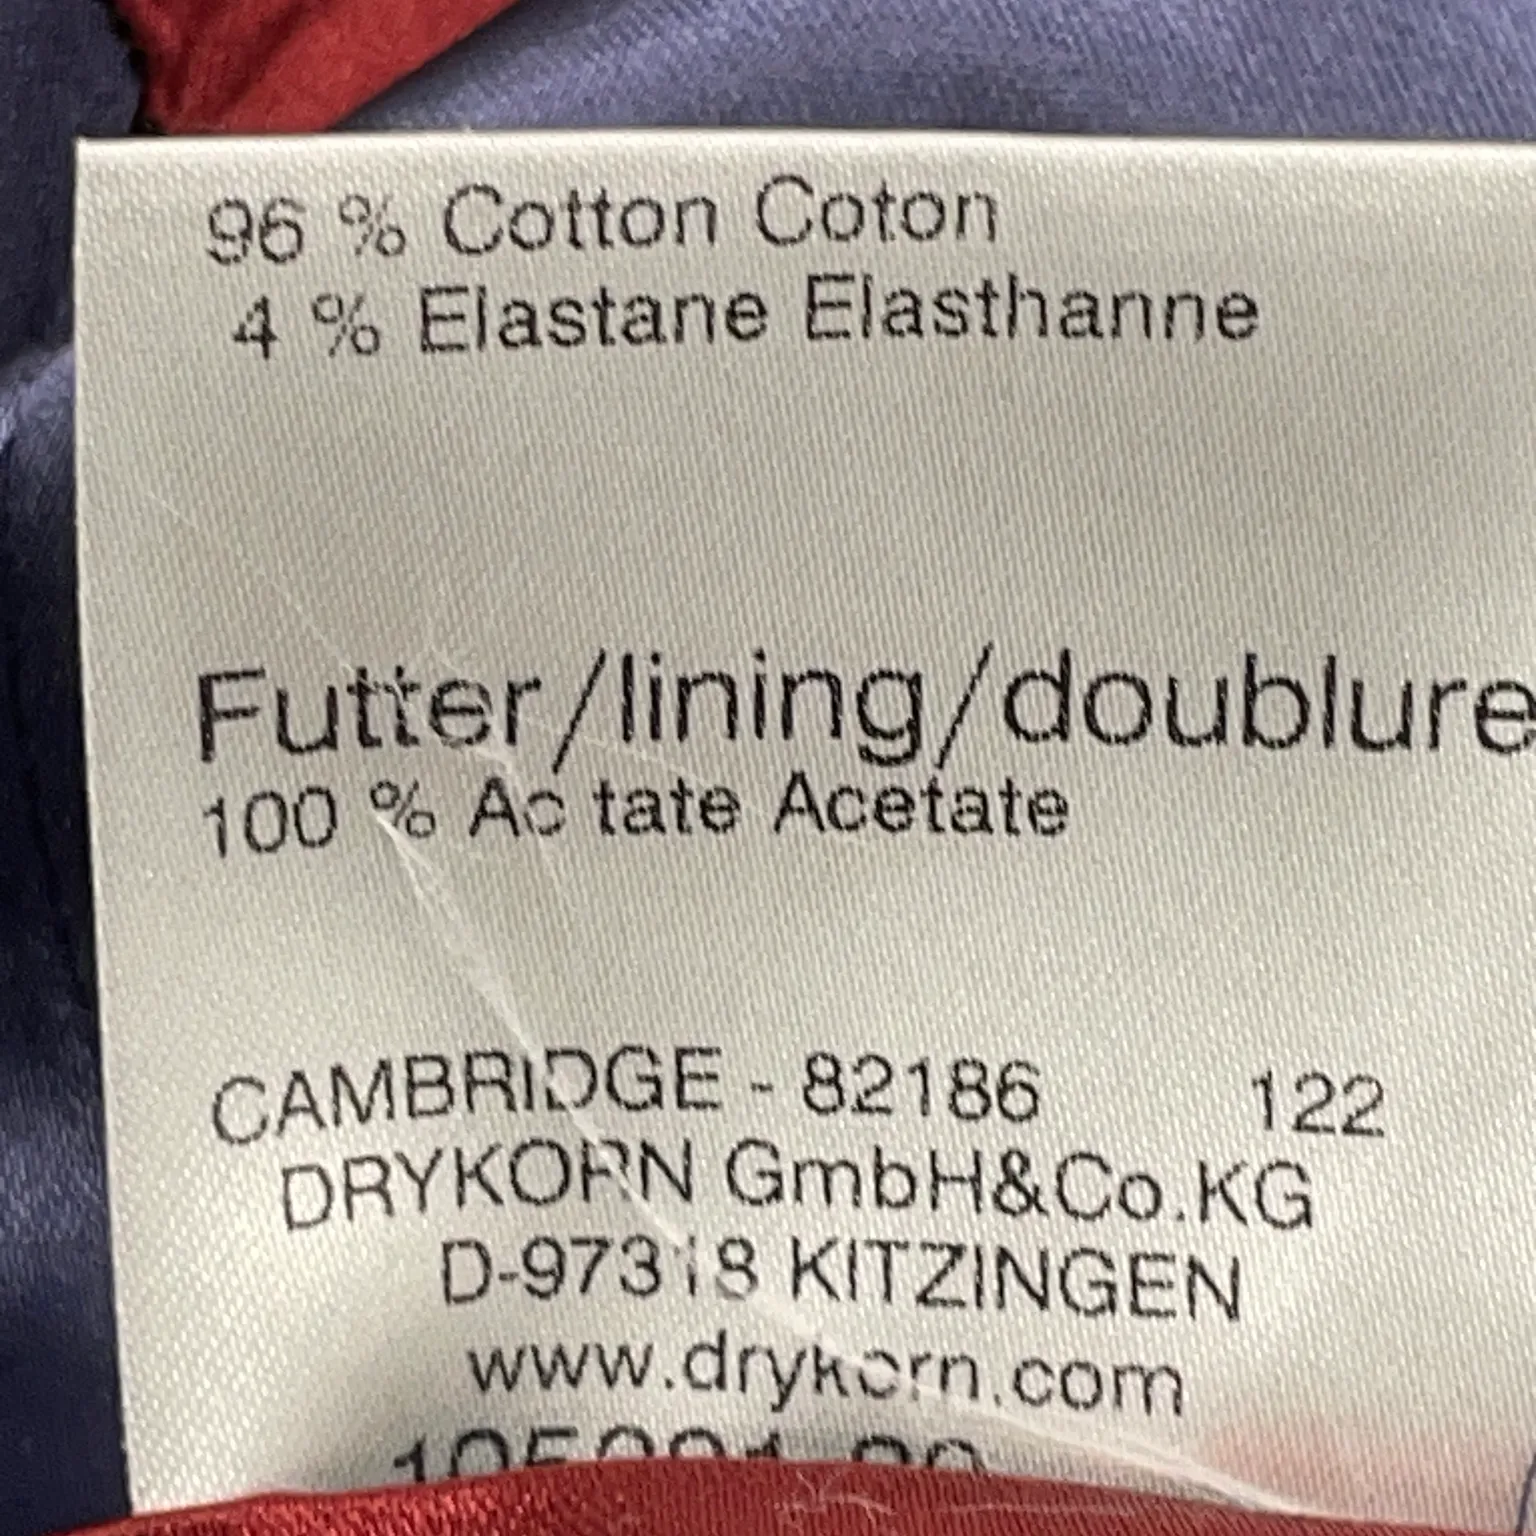 96 % Cotton Coton
4 % Elastane Elasthanne
Futter/lining/doublure
100 % Ac tate Acetate
CAMBRIDGE - 82186 122
DRYKORN GmbH&Co.KG
D-97318 KITZINGEN
www.drykorn.com